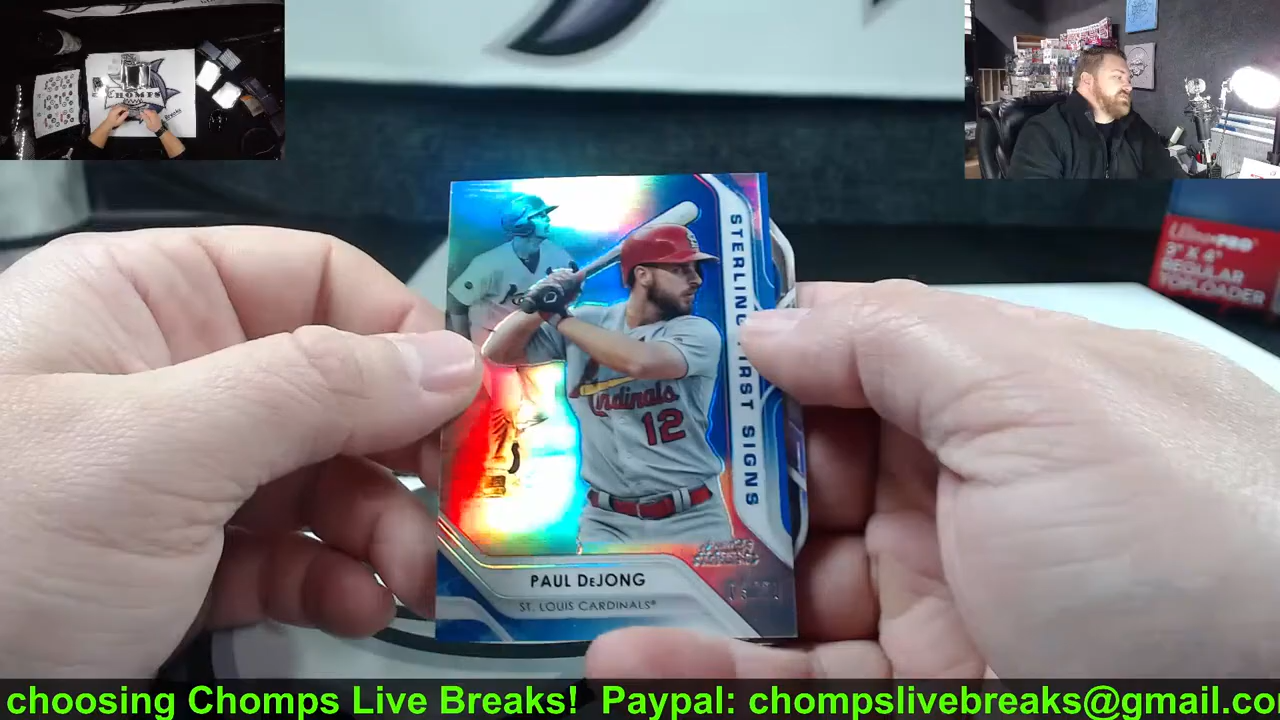 CHOMPS
STERLING FIRST SIGNS
Cardinals
12
PAUL DeJONG
ST. LOUIS CARDINALS®
Ultra PRO
3" X 4"
REGULAR
TOPLOADER
choosing Chomps Live Breaks! Paypal: chompslivebreaks@gmail.co